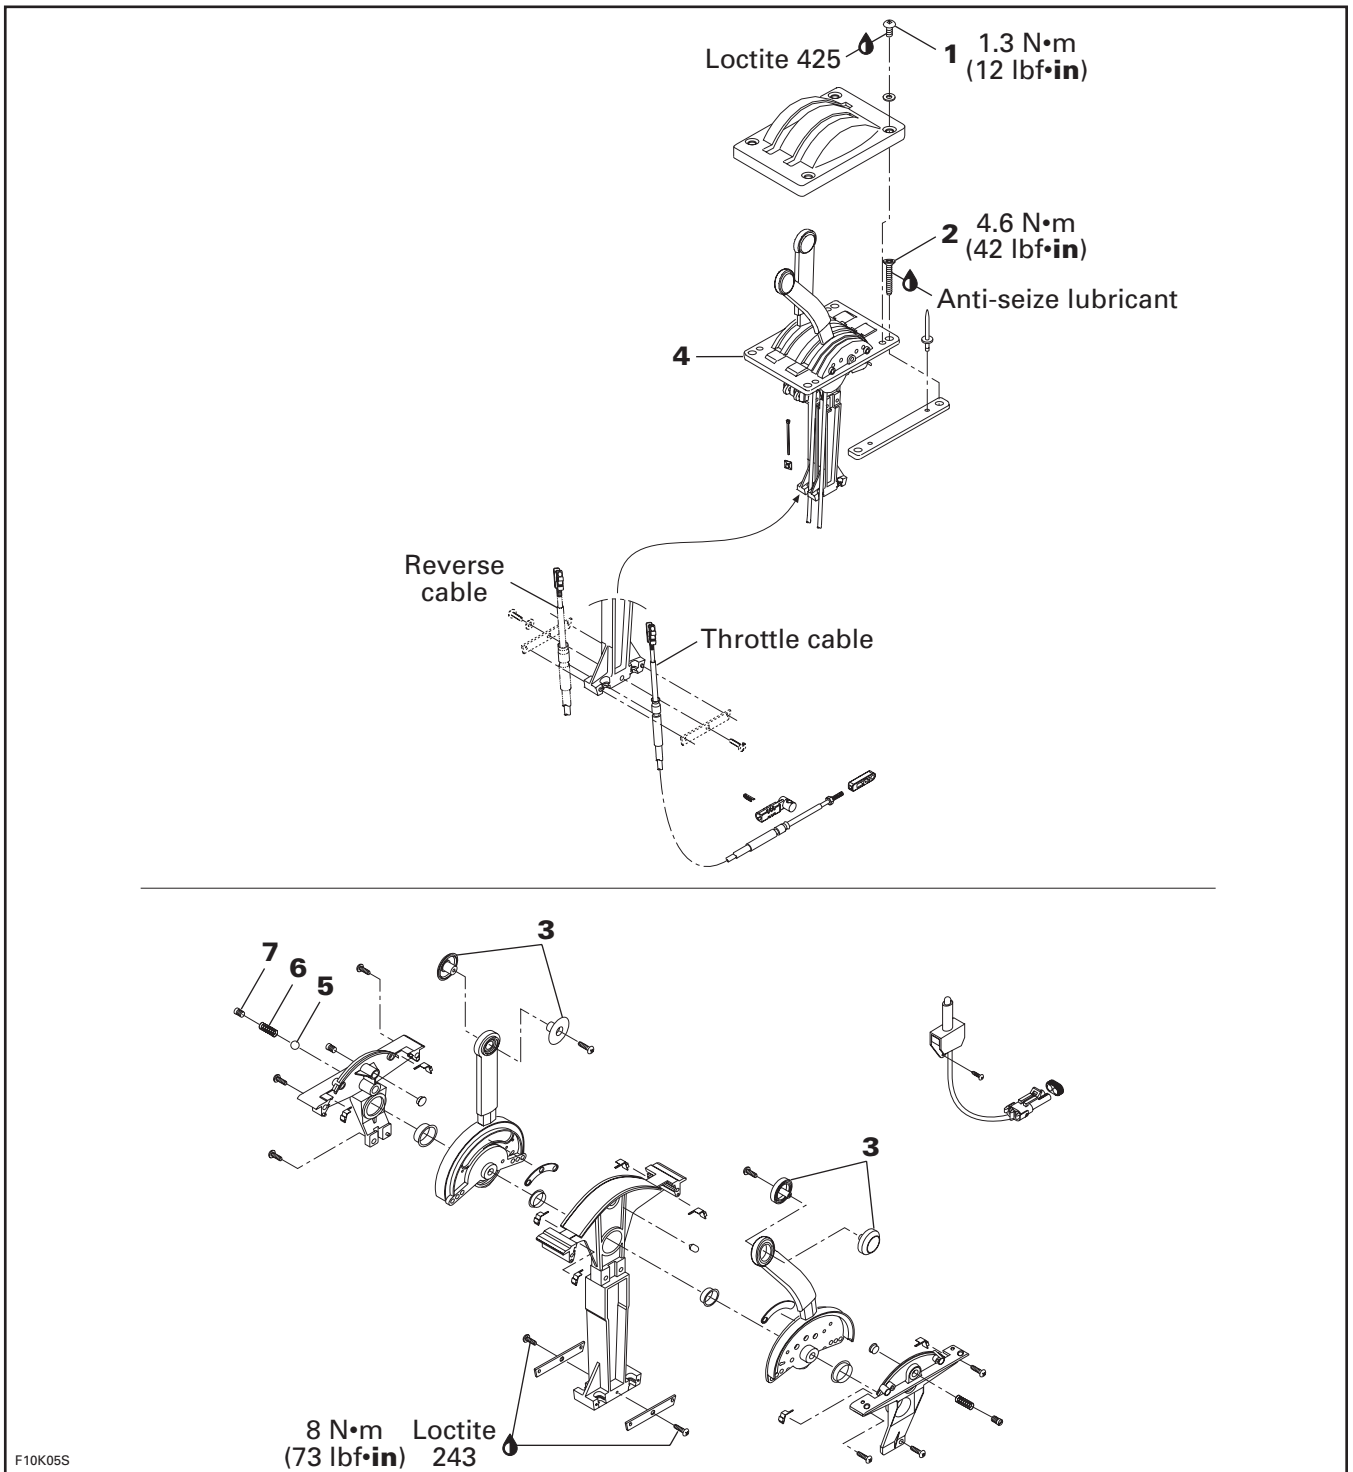 Loctite 425
1 1.3 N•m
(12 lbf•in)
2 4.6 N•m
(42 lbf•in)
Anti-seize lubricant
4
Reverse
cable
Throttle cable
3
7
6
5
3
8 N•m Loctite
(73 lbf•in) 243
F10K05S